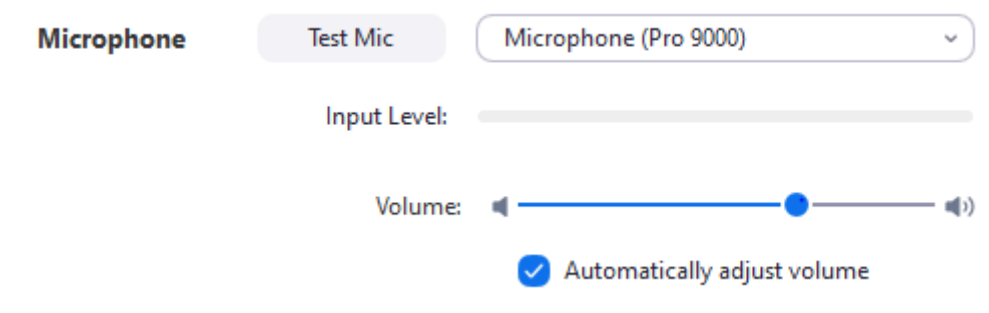 Microphone Test Mic Microphone (Pro 9000)
Input Level:
Volume:
Automatically adjust volume